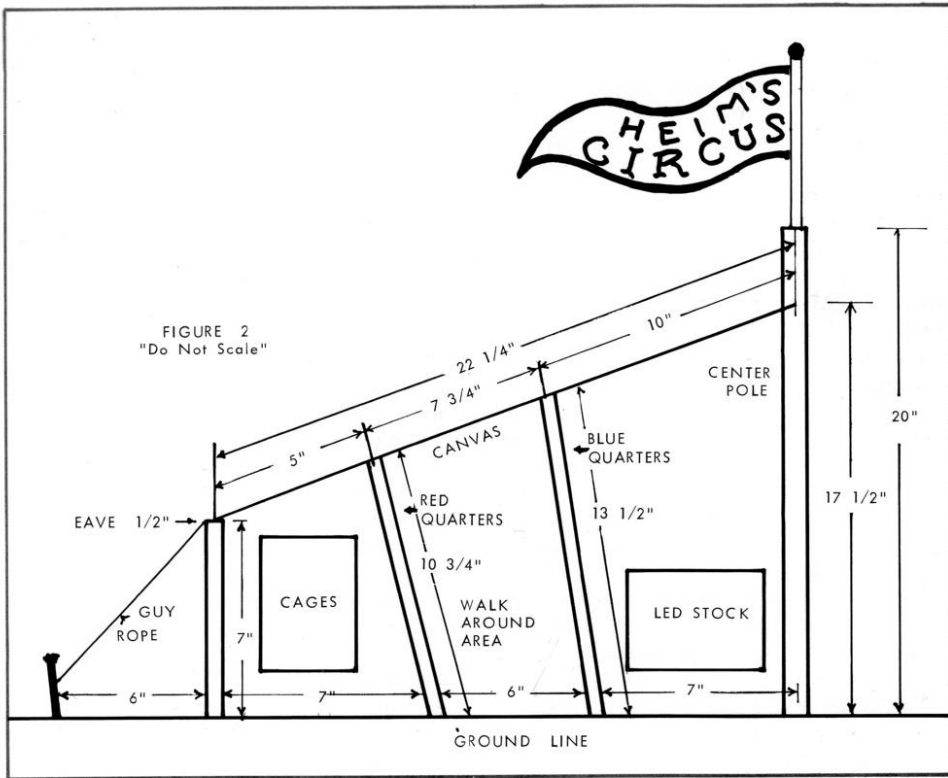 HEIM'S
CIRCUS
FIGURE 2
"Do Not Scale"
22 1/4"
10"
7 3/4"
5"
CANVAS
CENTER
POLE
20"
17 1/2"
BLUE
QUARTERS
13 1/2"
RED
QUARTERS
10 3/4"
EAVE 1/2"
GUY
ROPE
7"
CAGES
WALK
AROUND
AREA
LED STOCK
6"
7"
6"
7"
GROUND LINE